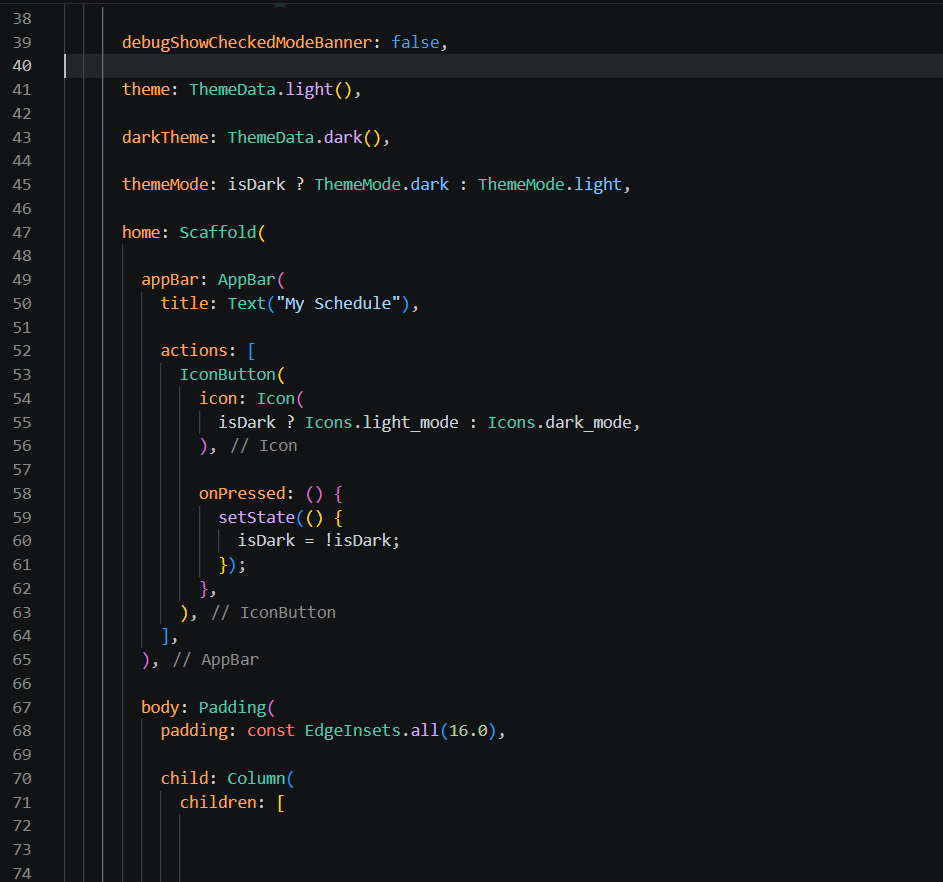 38
39 debugShowCheckedModeBanner: false,
40
41 theme: ThemeData.light(),
42
43 darkTheme: ThemeData.dark(),
44
45 themeMode: isDark ? ThemeMode.dark : ThemeMode.light,
46
47 home: Scaffold(
48
49 appBar: AppBar(
50 title: Text("My Schedule"),
51
52 actions: [
53 IconButton(
54 icon: Icon(
55 isDark ? Icons.light_mode : Icons.dark_mode,
56 ), // Icon
57
58 onPressed: () {
59 setState(() {
60 isDark = !isDark;
61 });
62 },
63 ), // IconButton
64 ],
65 ), // AppBar
66
67 body: Padding(
68 padding: const EdgeInsets.all(16.0),
69
70 child: Column(
71 children: [
72
73
74